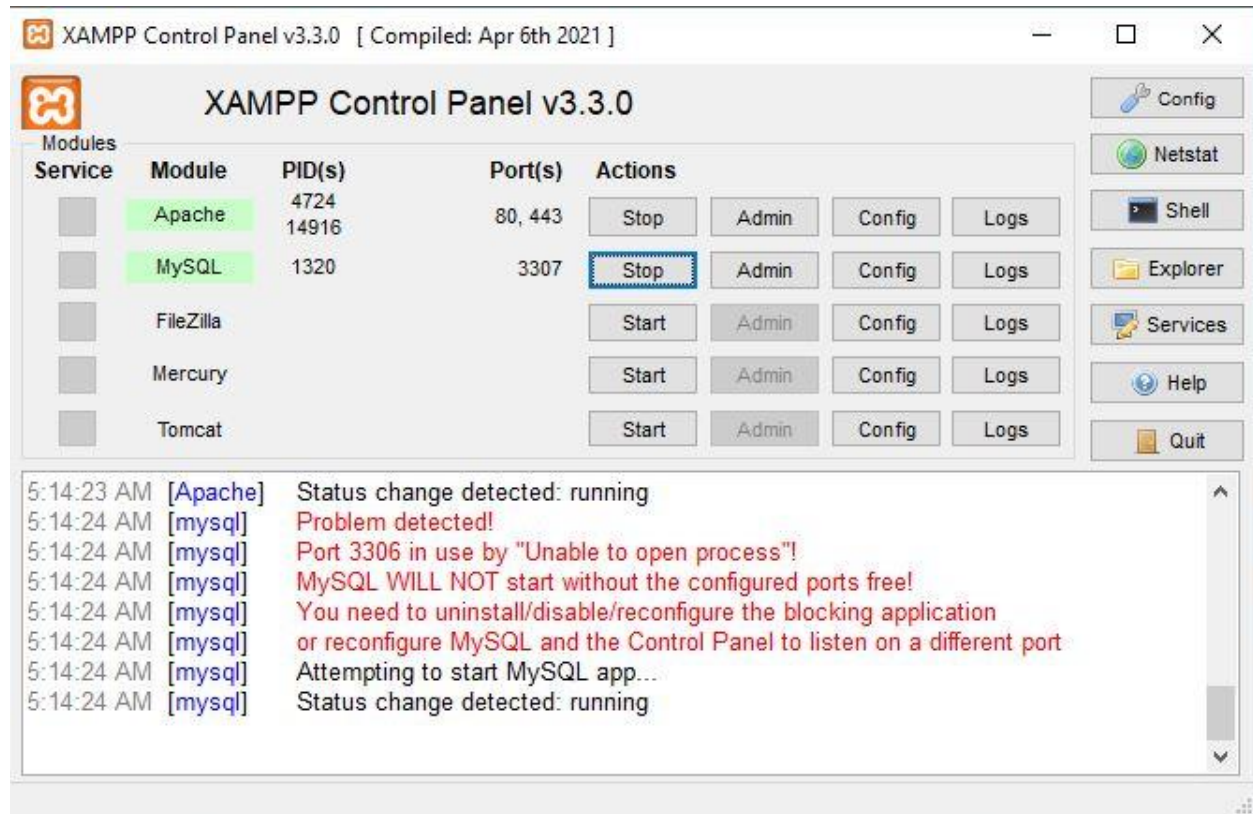 XAMPP Control Panel v3.3.0 [ Compiled: Apr 6th 2021 ]
XAMPP Control Panel v3.3.0
Config
Modules
Service Module PID(s) Port(s) Actions
Netstat
Apache 4724 14916 80, 443 Stop Admin Config Logs
Shell
MySQL 1320 3307 Stop Admin Config Logs
Explorer
FileZilla Start Admin Config Logs
Services
Mercury Start Admin Config Logs
Help
Tomcat Start Admin Config Logs
Quit
5:14:23 AM [Apache] Status change detected: running
5:14:24 AM [mysql] Problem detected!
5:14:24 AM [mysql] Port 3306 in use by "Unable to open process"!
5:14:24 AM [mysql] MySQL WILL NOT start without the configured ports free!
5:14:24 AM [mysql] You need to uninstall/disable/reconfigure the blocking application
5:14:24 AM [mysql] or reconfigure MySQL and the Control Panel to listen on a different port
5:14:24 AM [mysql] Attempting to start MySQL app...
5:14:24 AM [mysql] Status change detected: running